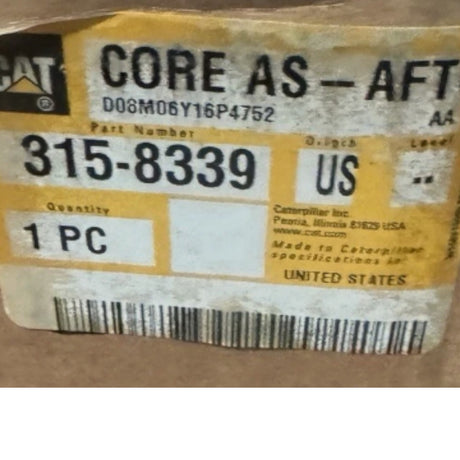 CAT
®
CORE AS – AFT
D08M06Y16P4752
AA
Part Number
315-8339
US
--
Quantity
1 PC
Caterpillar Inc.
Peoria, Illinois 61629 USA
www.cat.com
Made to Caterpillar
specifications in
UNITED STATES